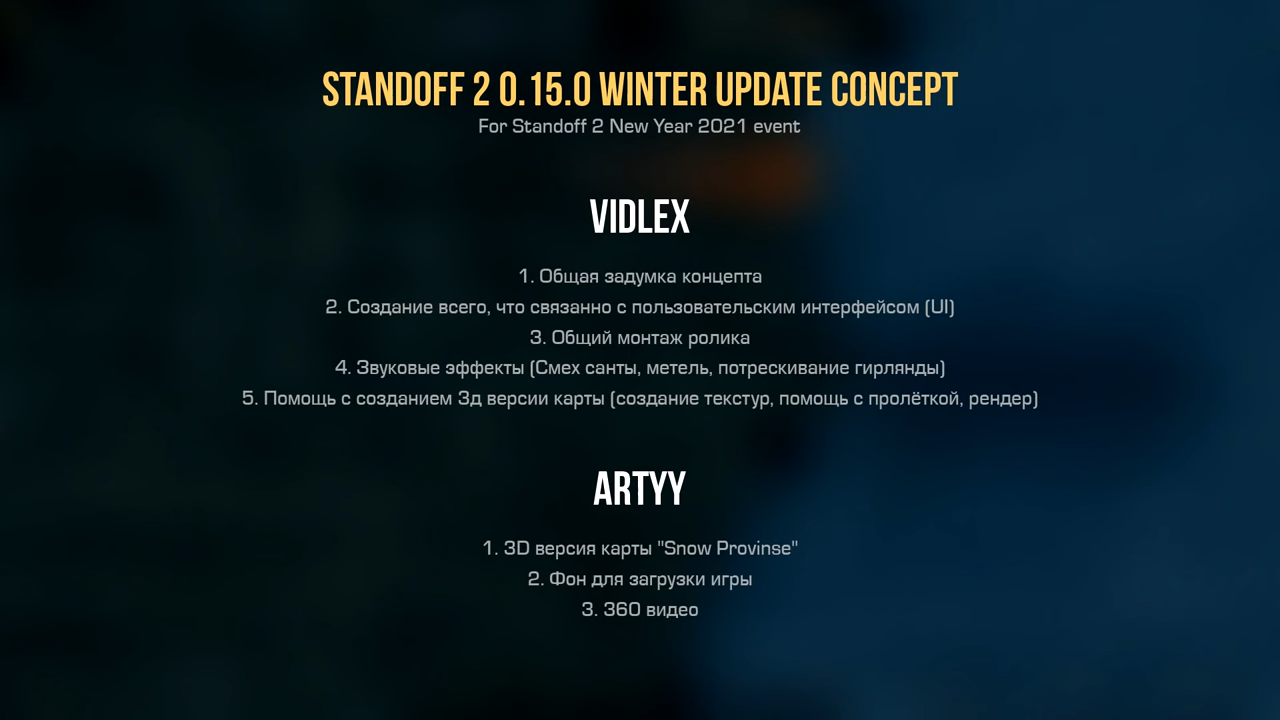 STANDOFF 2 0.15.0 WINTER UPDATE CONCEPT
For Standoff 2 New Year 2021 event
VIDLEX
1. Общая задумка концепта
2. Создание всего, что связанно с пользовательским интерфейсом (UI)
3. Общий монтаж ролика
4. Звуковые эффекты (Смех санты, метель, потрескивание гирлянды)
5. Помощь с созданием 3д версии карты (создание текстур, помощь с пролёткой, рендер)
ARTYY
1. 3D версия карты "Snow Provinse"
2. Фон для загрузки игры
3. 360 видео